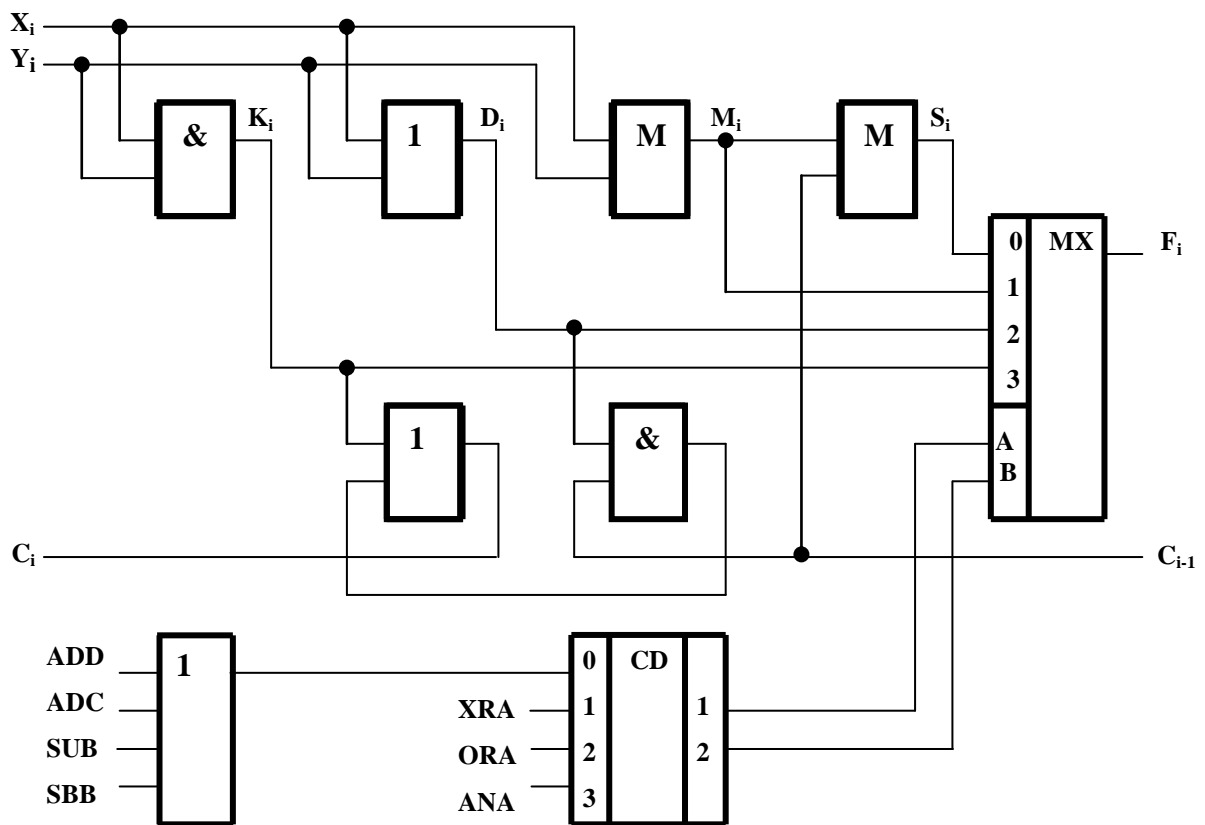 Xi
Yi
& Ki
1 Di
M Mi
M Si
0 MX Fi
1
2
3
1
&
A
B
Ci
Ci-1
ADD
ADC
SUB
SBB
1
0 CD
XRA 1 1
ORA 2 2
ANA 3